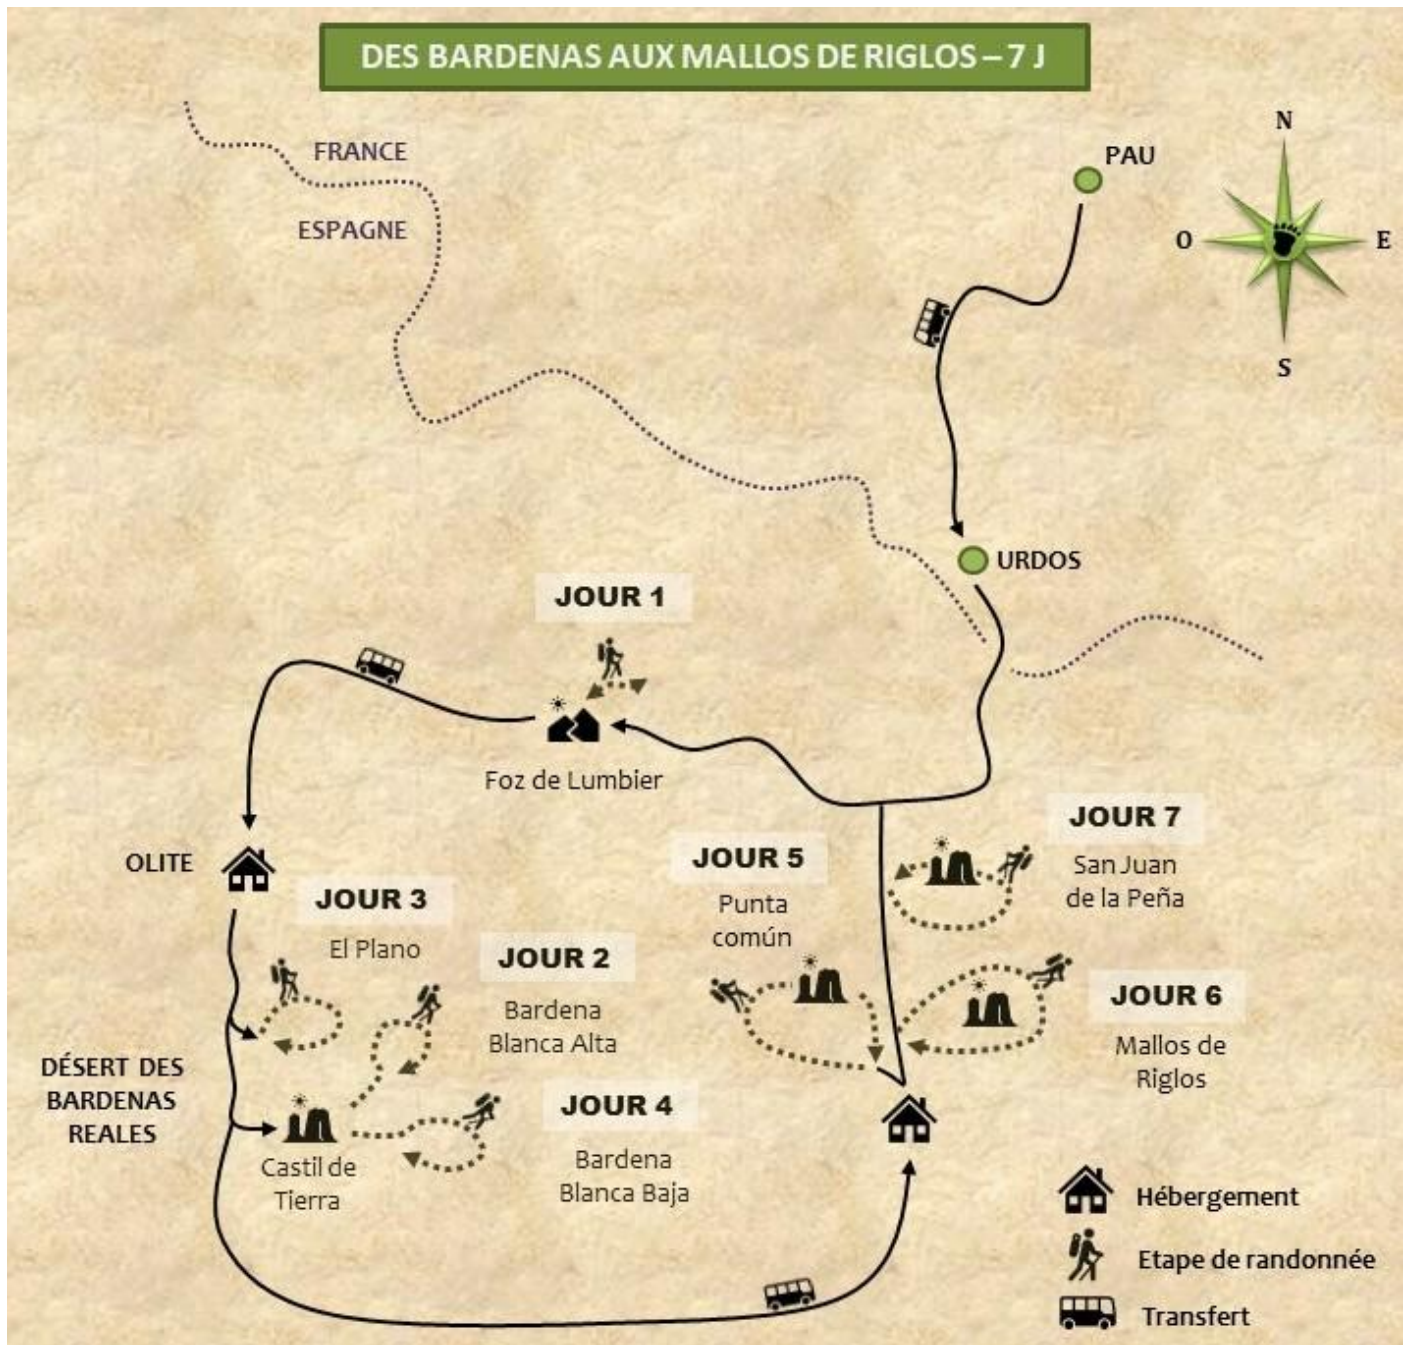 DES BARDENAS AUX MALLOS DE RIGLOS – 7 J
FRANCE
ESPAGNE
PAU
N
O
E
S
URDOS
JOUR 1
Foz de Lumbier
OLITE
JOUR 3
El Plano
JOUR 2
Bardena
Blanca Alta
JOUR 5
Punta
común
JOUR 7
San Juan
de la Peña
JOUR 6
Mallos de
Riglos
DÉSERT DES
BARDENAS
REALES
Castil de
Tierra
JOUR 4
Bardena
Blanca Baja
Hébergement
Etape de randonnée
Transfert